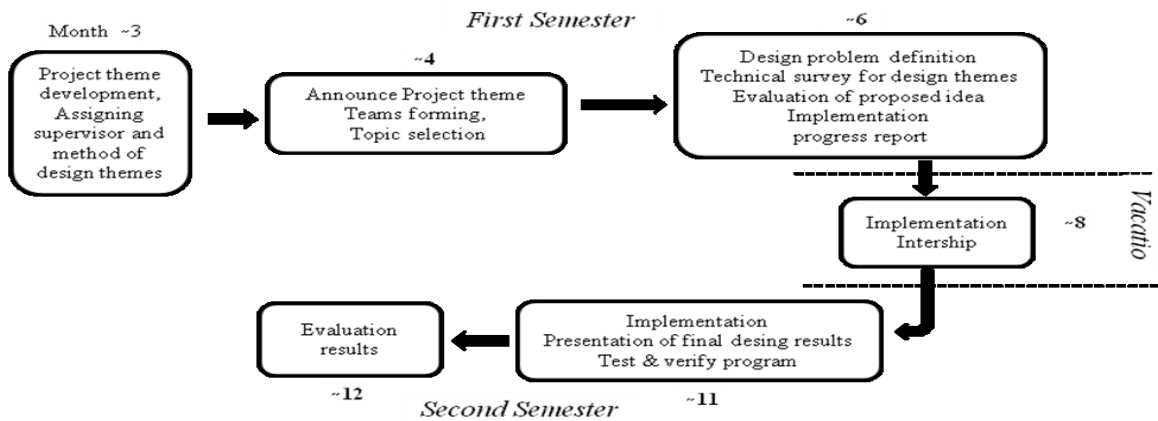 First Semester
Month ~3
Project theme
development,
Assigning
supervisor and
method of
design themes
~4
Announce Project theme
Teams forming,
Topic selection
~6
Design problem definition
Technical survey for design themes
Evaluation of proposed idea
Implementation
progress report
Implementation
Intership
~8
Vacatio
Implementation
Presentation of final desing results
Test & verify program
~11
Evaluation
results
~12
Second Semester